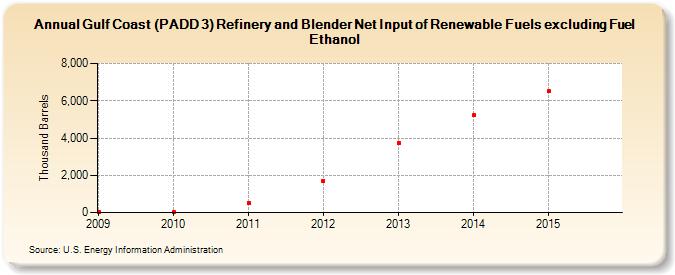 Annual Gulf Coast (PADD 3) Refinery and Blender Net Input of Renewable Fuels excluding Fuel
Ethanol
Thousand Barrels
8,000
6,000
4,000
2,000
0
2009 2010 2011 2012 2013 2014 2015
Source: U.S. Energy Information Administration